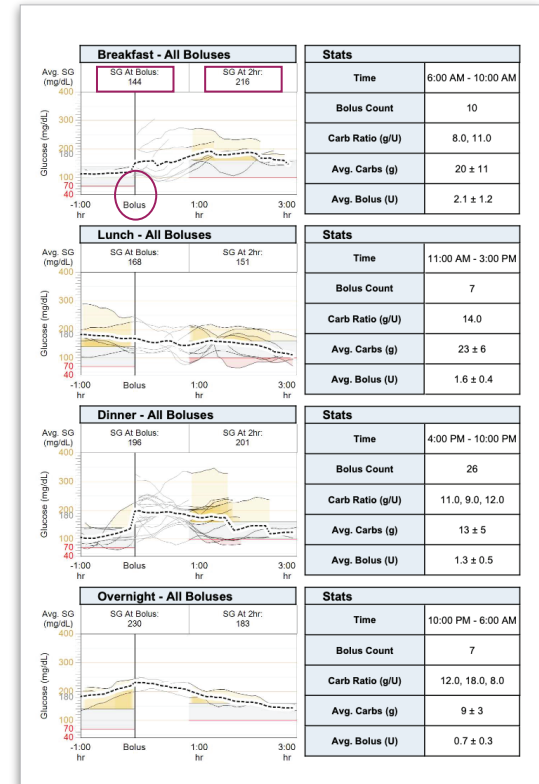 Breakfast - All Boluses
Avg. SG (mg/dL)
SG At Bolus: 144
SG At 2hr: 216
Glucose (mg/dL)
400
300
200
180
100
70
40
-1:00 hr
Bolus
1:00 hr
3:00 hr
Stats
Time 6:00 AM - 10:00 AM
Bolus Count 10
Carb Ratio (g/U) 8.0, 11.0
Avg. Carbs (g) 20 ± 11
Avg. Bolus (U) 2.1 ± 1.2
Lunch - All Boluses
Avg. SG (mg/dL)
SG At Bolus: 168
SG At 2hr: 151
Glucose (mg/dL)
400
300
200
180
100
70
40
-1:00 hr
Bolus
1:00 hr
3:00 hr
Stats
Time 11:00 AM - 3:00 PM
Bolus Count 7
Carb Ratio (g/U) 14.0
Avg. Carbs (g) 23 ± 6
Avg. Bolus (U) 1.6 ± 0.4
Dinner - All Boluses
Avg. SG (mg/dL)
SG At Bolus: 196
SG At 2hr: 201
Glucose (mg/dL)
400
300
200
180
100
70
40
-1:00 hr
Bolus
1:00 hr
3:00 hr
Stats
Time 4:00 PM - 10:00 PM
Bolus Count 26
Carb Ratio (g/U) 11.0, 9.0, 12.0
Avg. Carbs (g) 13 ± 5
Avg. Bolus (U) 1.3 ± 0.5
Overnight - All Boluses
Avg. SG (mg/dL)
SG At Bolus: 230
SG At 2hr: 183
Glucose (mg/dL)
400
300
200
180
100
70
40
-1:00 hr
Bolus
1:00 hr
3:00 hr
Stats
Time 10:00 PM - 6:00 AM
Bolus Count 7
Carb Ratio (g/U) 12.0, 18.0, 8.0
Avg. Carbs (g) 9 ± 3
Avg. Bolus (U) 0.7 ± 0.3